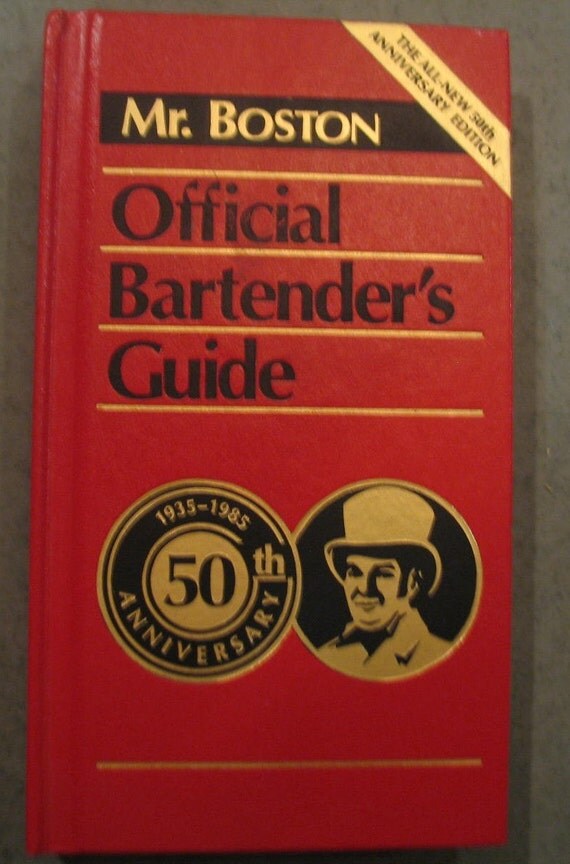 THE ALL-NEW 50th
ANNIVERSARY EDITION
Mr. BOSTON
Official
Bartender's
Guide
1935-1985
50th
ANNIVERSARY